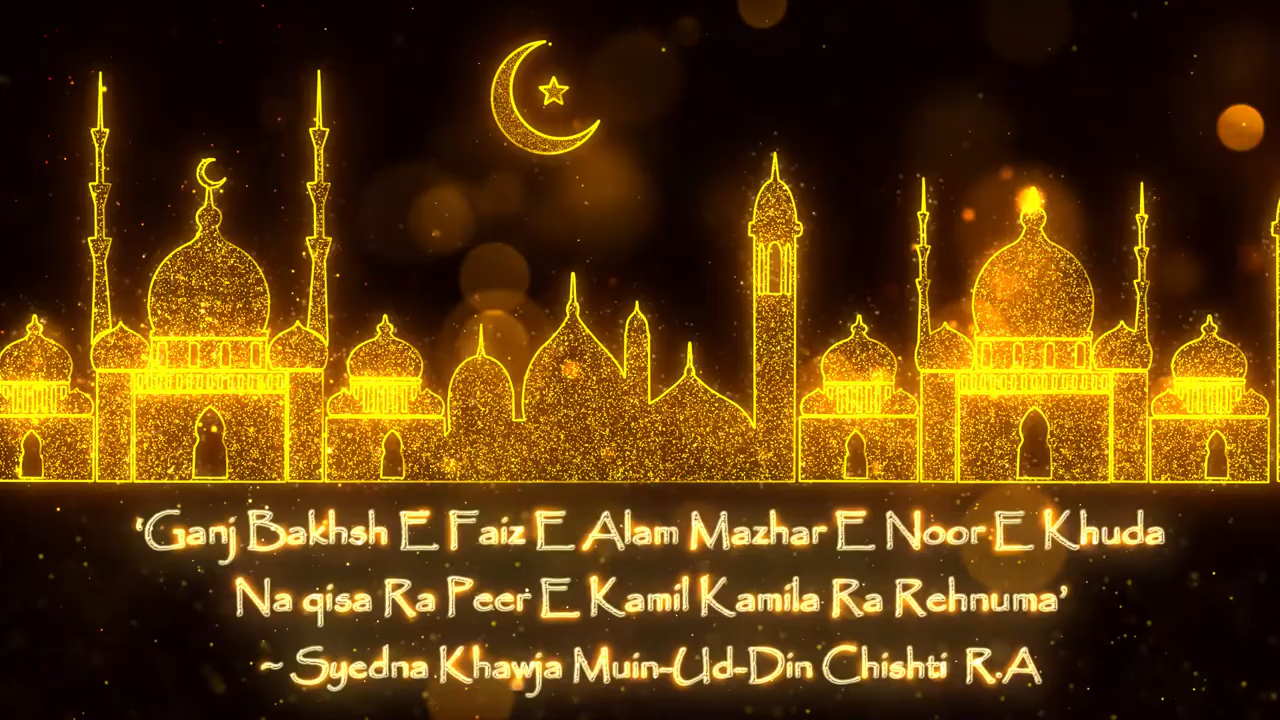 'Ganj Bakhsh E Faiz E Alam Mazhar E Noor E Khuda
Na qisa Ra Peer E Kamil Kamila Ra Rehnuma'
~ Syedna Khawja Muin-Ud-Din Chishti R.A